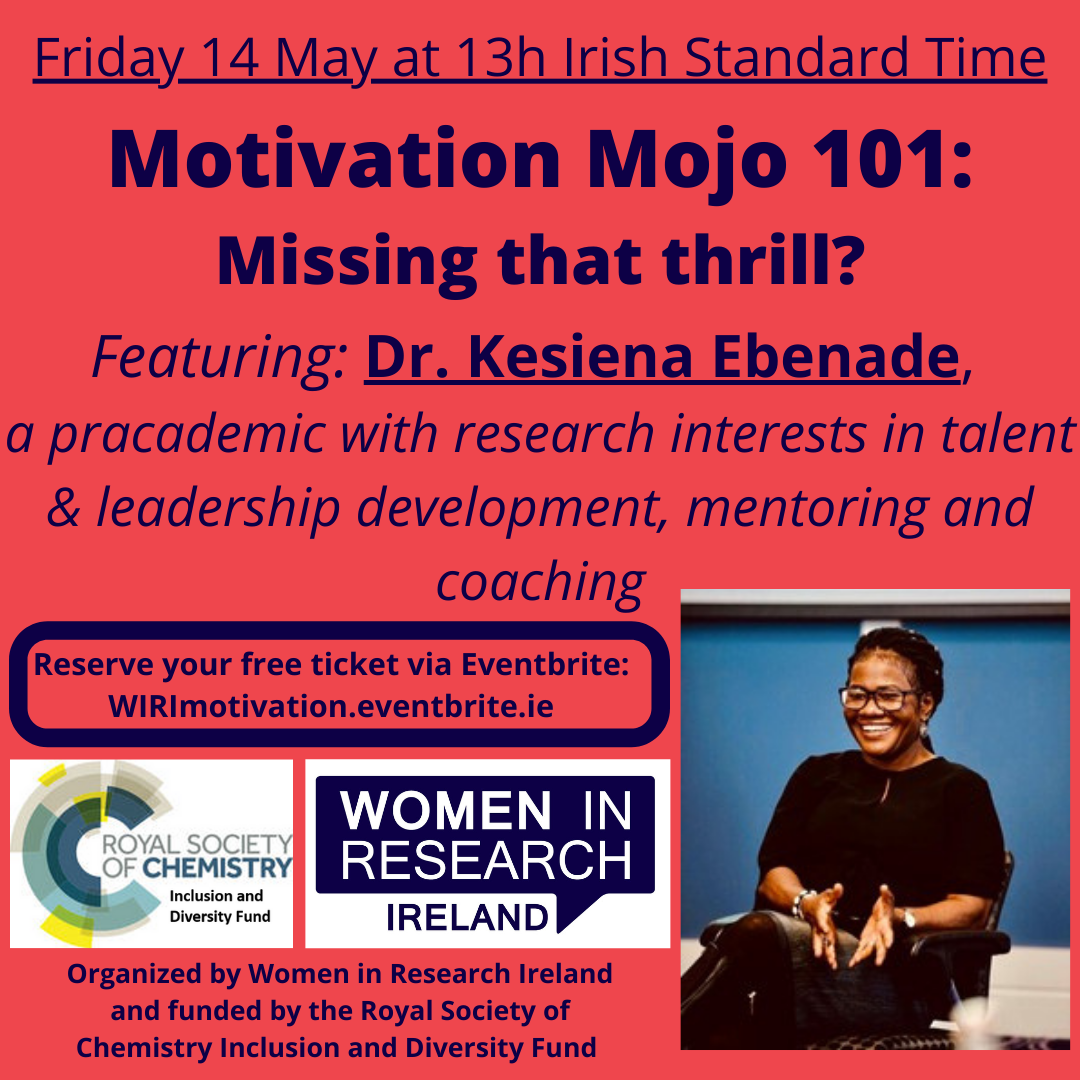 Friday 14 May at 13h Irish Standard Time
Motivation Mojo 101:
Missing that thrill?
Featuring: Dr. Kesiena Ebenade,
a pracademic with research interests in talent
& leadership development, mentoring and
coaching
Reserve your free ticket via Eventbrite:
WIRImotivation.eventbrite.ie
ROYAL SOCIETY
OF CHEMISTRY
Inclusion and
Diversity Fund
WOMEN IN
RESEARCH
IRELAND
Organized by Women in Research Ireland
and funded by the Royal Society of
Chemistry Inclusion and Diversity Fund